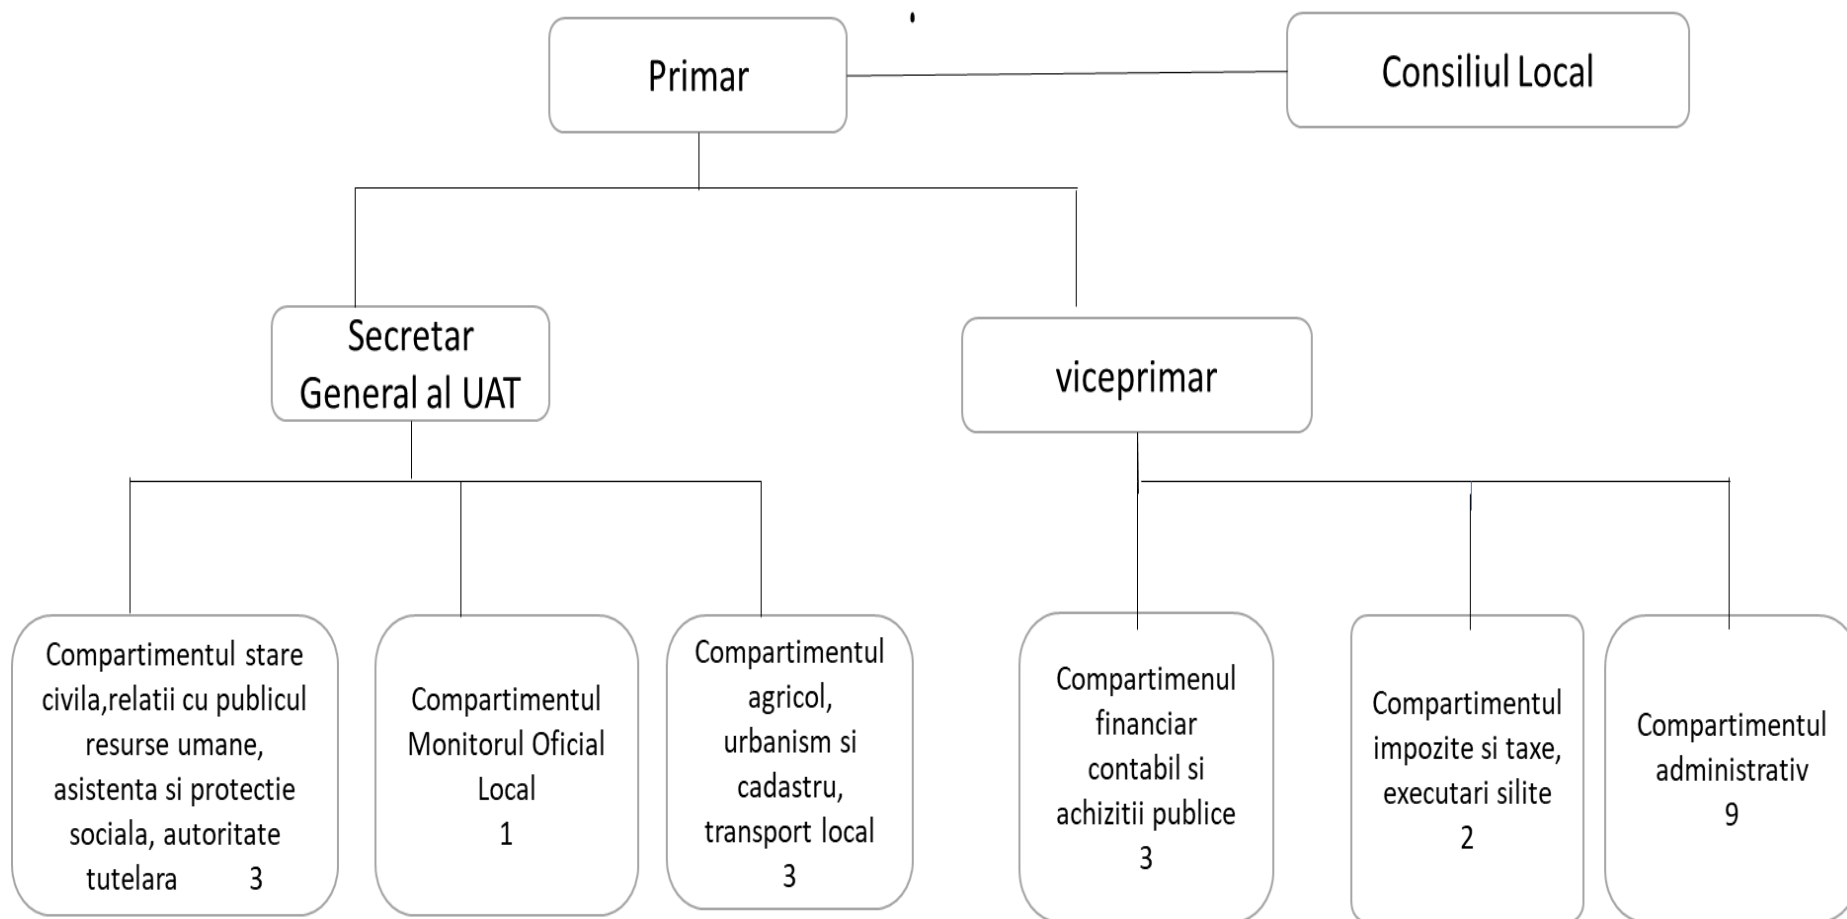 Primar
Consiliul Local
Secretar
General al UAT
viceprimar
Compartimentul stare
civila,relatii cu publicul
resurse umane,
asistenta si protectie
sociala, autoritate
tutelara 3
Compartimentul
Monitorul Oficial
Local
1
Compartimentul
agricol,
urbanism si
cadastru,
transport local
3
Compartimenul
financiar
contabil si
achizitii publice
3
Compartimentul
impozite si taxe,
executari silite
2
Compartimentul
administrativ
9